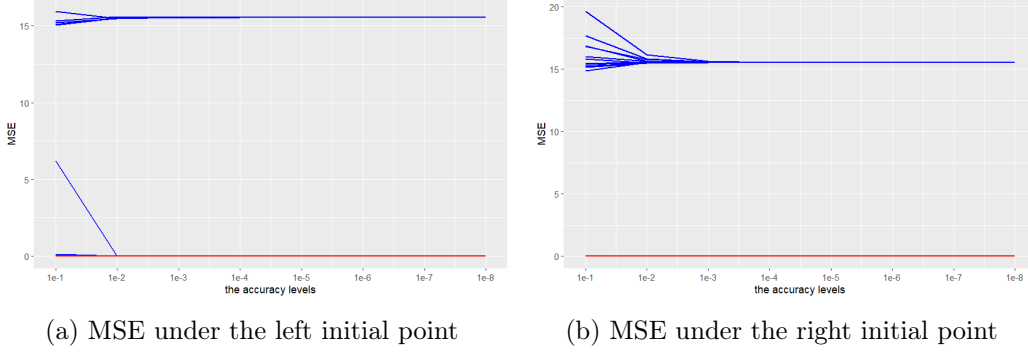 15
10
5
0
MSE
1e-1 1e-2 1e-3 1e-4 1e-5 1e-6 1e-7 1e-8
the accuracy levels
(a) MSE under the left initial point
20
15
10
5
0
MSE
1e-1 1e-2 1e-3 1e-4 1e-5 1e-6 1e-7 1e-8
the accuracy levels
(b) MSE under the right initial point